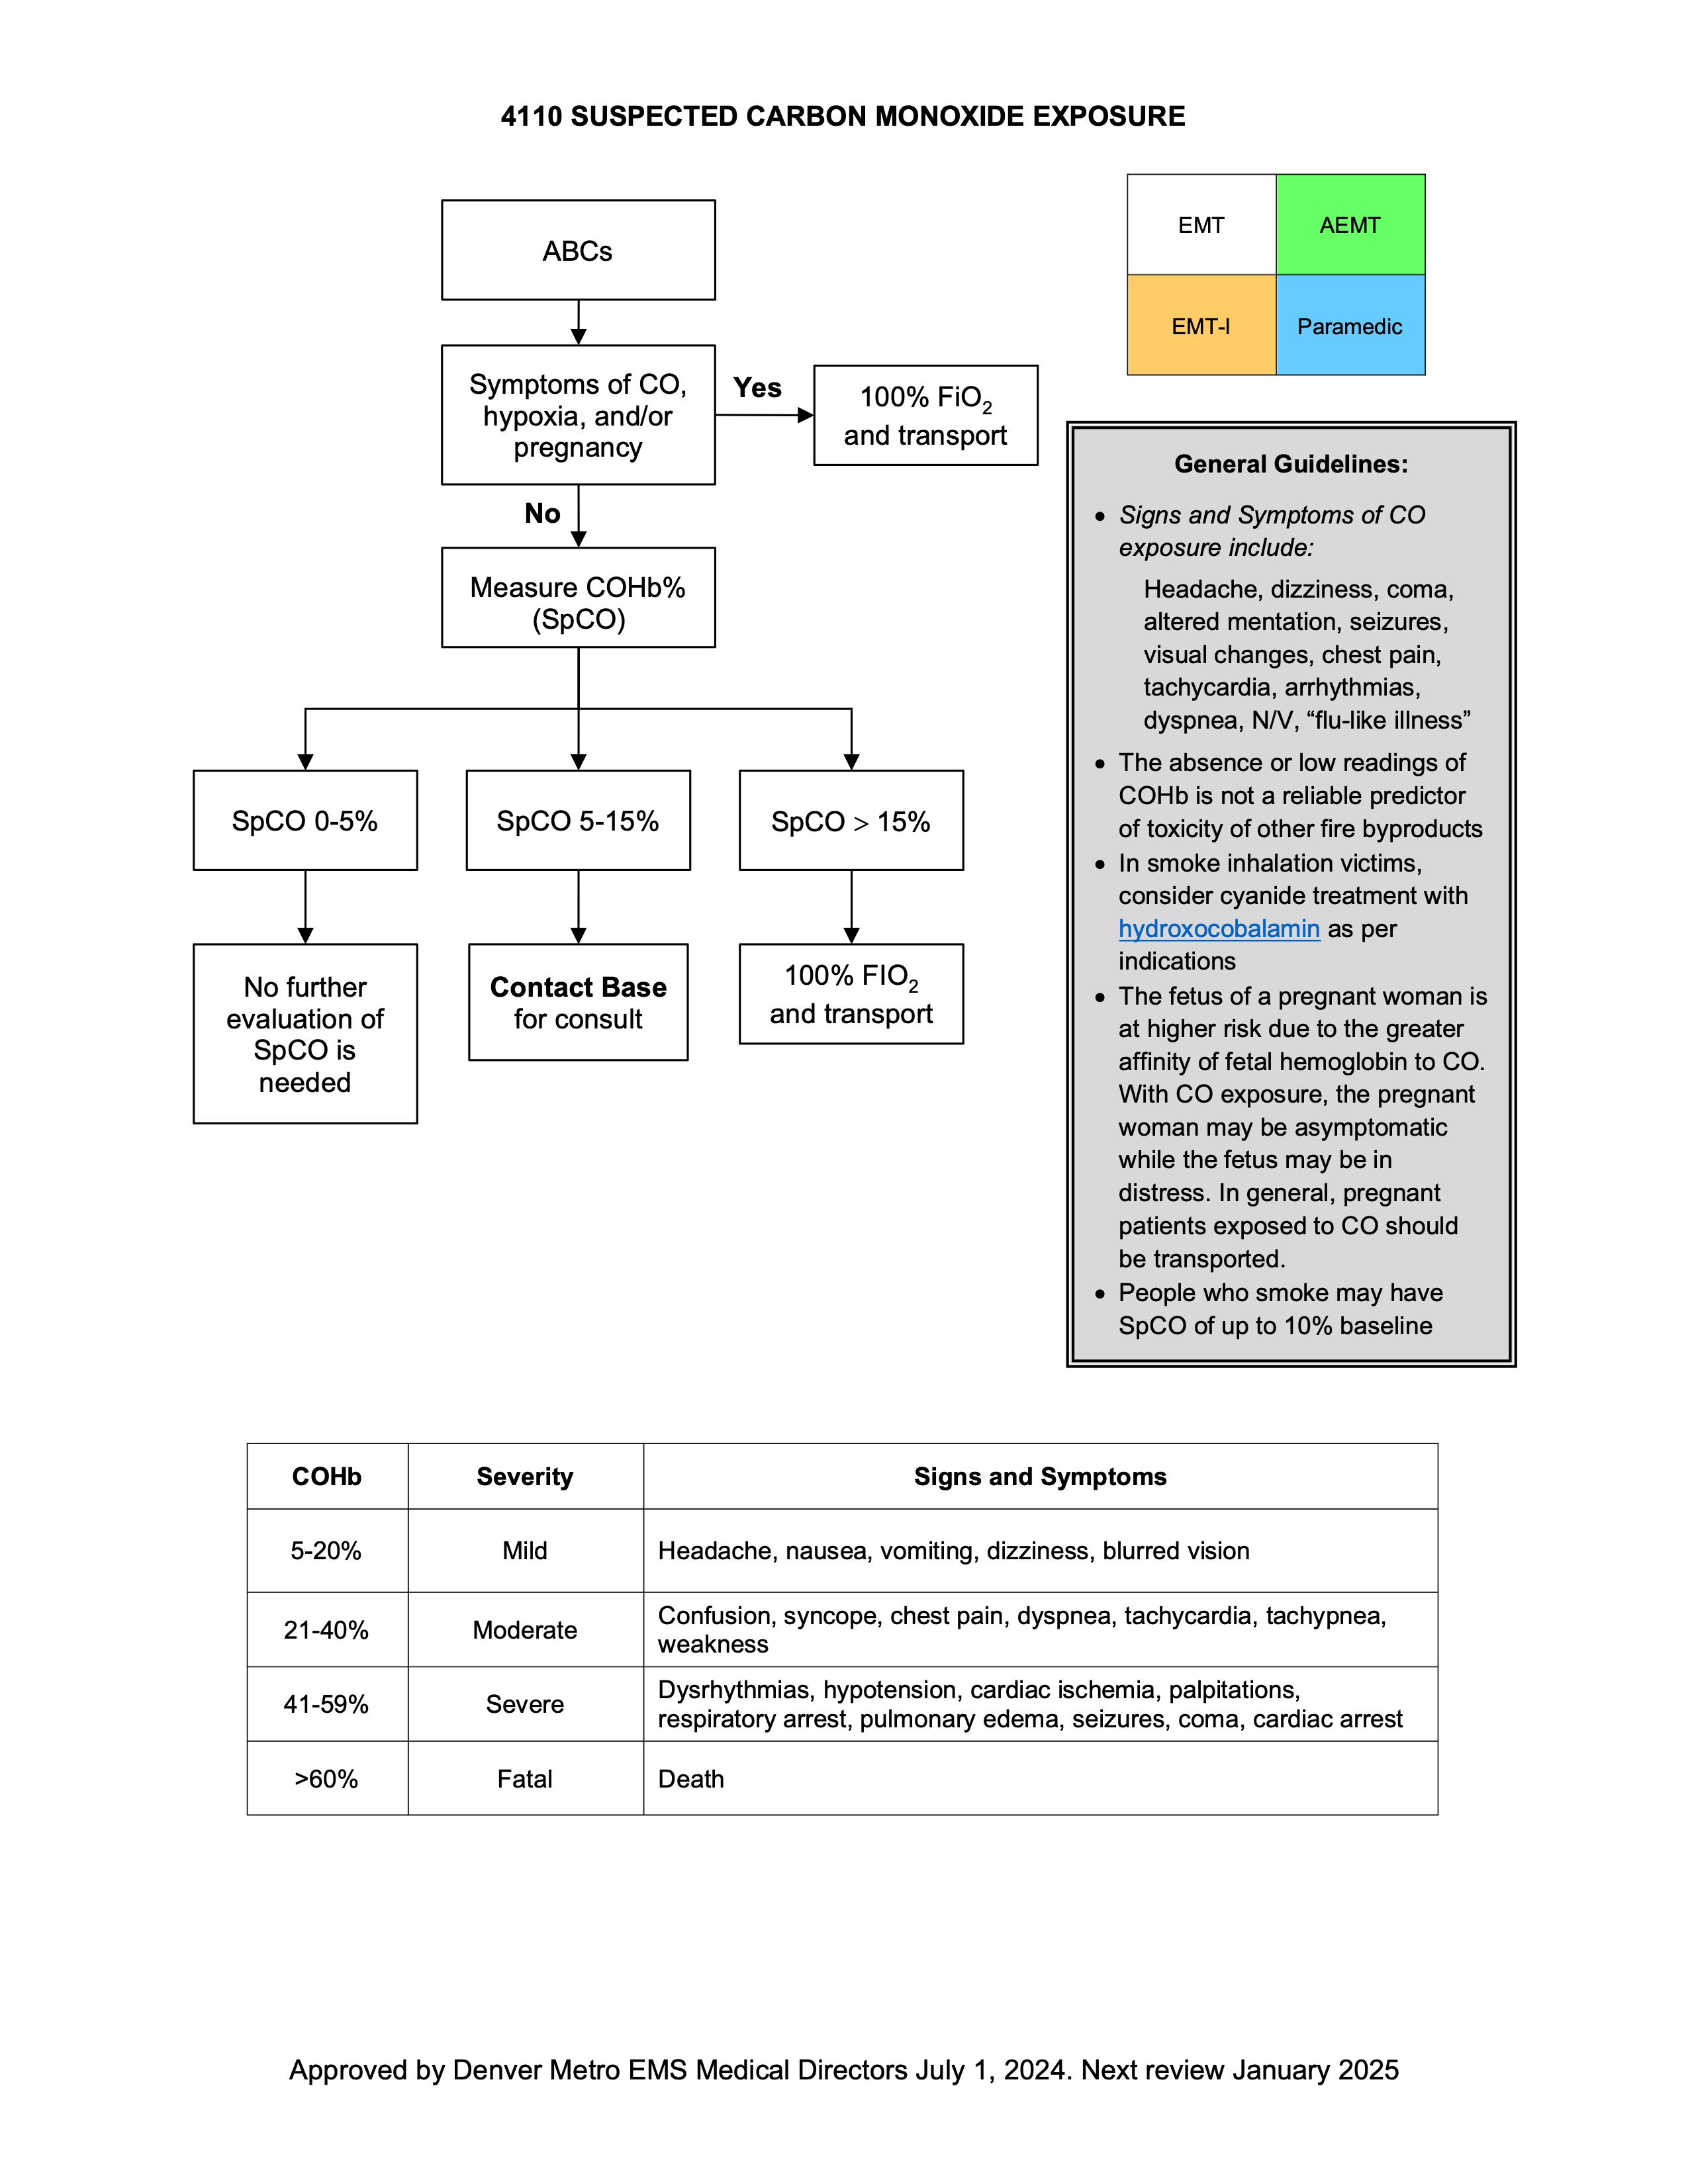 4110 SUSPECTED CARBON MONOXIDE EXPOSURE
ABCs
Symptoms of CO,
hypoxia, and/or
pregnancy
Yes
100% FiO2
and transport
No
Measure COHb%
(SpCO)
SpCO 0-5%
SpCO 5-15%
SpCO > 15%
No further
evaluation of
SpCO is
needed
Contact Base
for consult
100% FIO2
and transport
EMT
AEMT
EMT-I
Paramedic
General Guidelines:
• Signs and Symptoms of CO
exposure include:
Headache, dizziness, coma,
altered mentation, seizures,
visual changes, chest pain,
tachycardia, arrhythmias,
dyspnea, N/V, “flu-like illness”
• The absence or low readings of
COHb is not a reliable predictor
of toxicity of other fire byproducts
• In smoke inhalation victims,
consider cyanide treatment with
hydroxocobalamin as per
indications
• The fetus of a pregnant woman is
at higher risk due to the greater
affinity of fetal hemoglobin to CO.
With CO exposure, the pregnant
woman may be asymptomatic
while the fetus may be in
distress. In general, pregnant
patients exposed to CO should
be transported.
• People who smoke may have
SpCO of up to 10% baseline
COHb Severity Signs and Symptoms
5-20% Mild Headache, nausea, vomiting, dizziness, blurred vision
21-40% Moderate Confusion, syncope, chest pain, dyspnea, tachycardia, tachypnea,
weakness
41-59% Severe Dysrhythmias, hypotension, cardiac ischemia, palpitations,
respiratory arrest, pulmonary edema, seizures, coma, cardiac arrest
>60% Fatal Death
Approved by Denver Metro EMS Medical Directors July 1, 2024. Next review January 2025